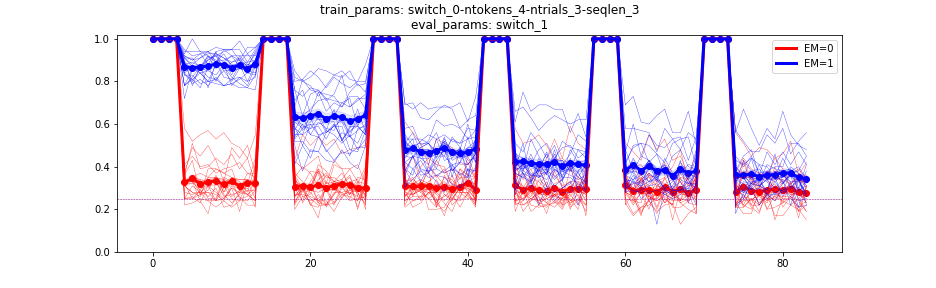 train_params: switch_0-ntokens_4-ntrials_3-seqlen_3
eval_params: switch_1
1.0
0.8
0.6
0.4
0.2
0.0
EM=0
EM=1
0
20
40
60
80